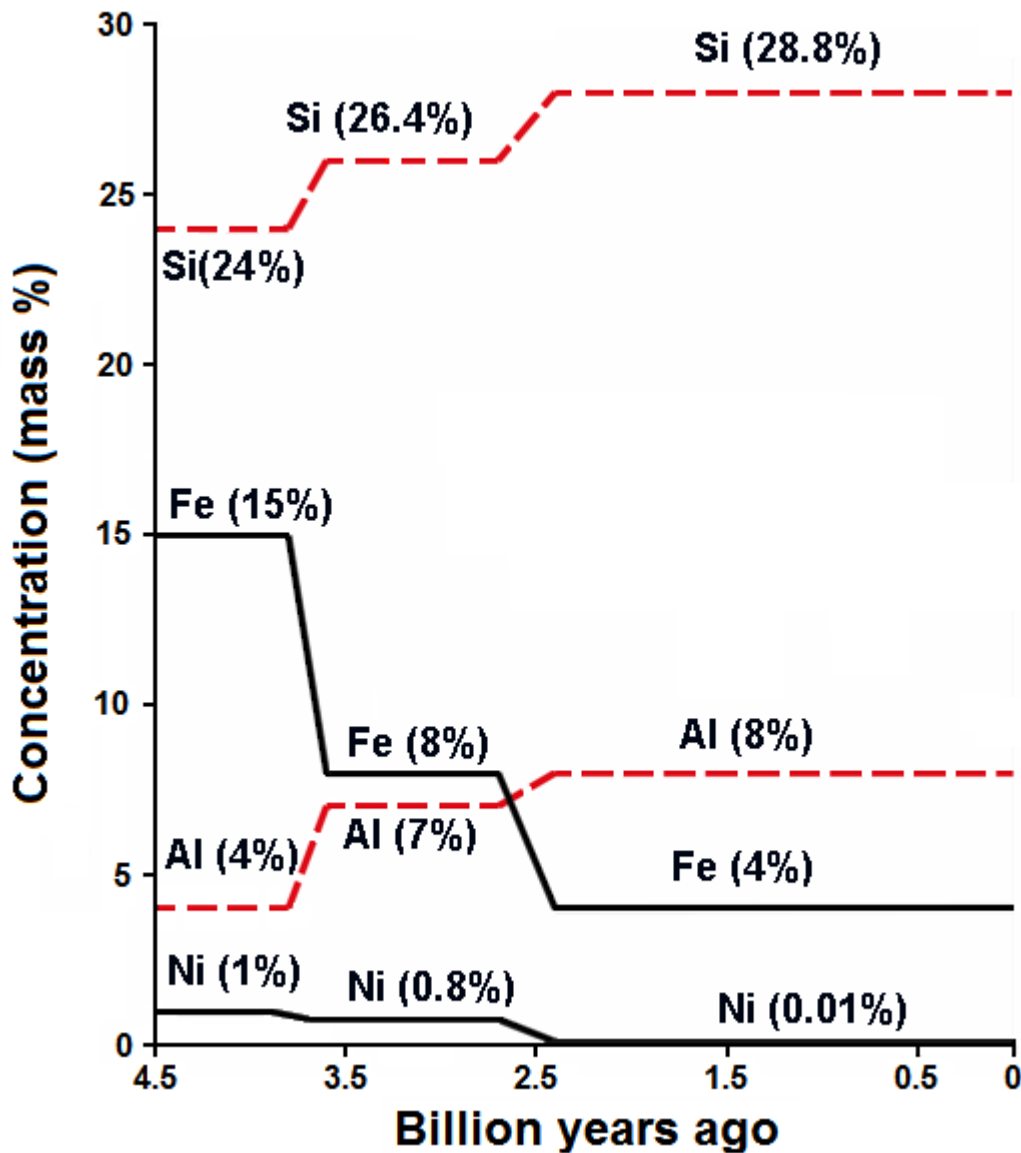 30
Si (28.8%)
Si (26.4%)
25
Si(24%)
20
Fe (15%)
15
10
Fe (8%)
Al (8%)
Al (7%)
Al (4%)
Fe (4%)
5
Ni (1%)
Ni (0.8%)
Ni (0.01%)
0
4.5 3.5 2.5 1.5 0.5 0
Billion years ago
Concentration (mass %)